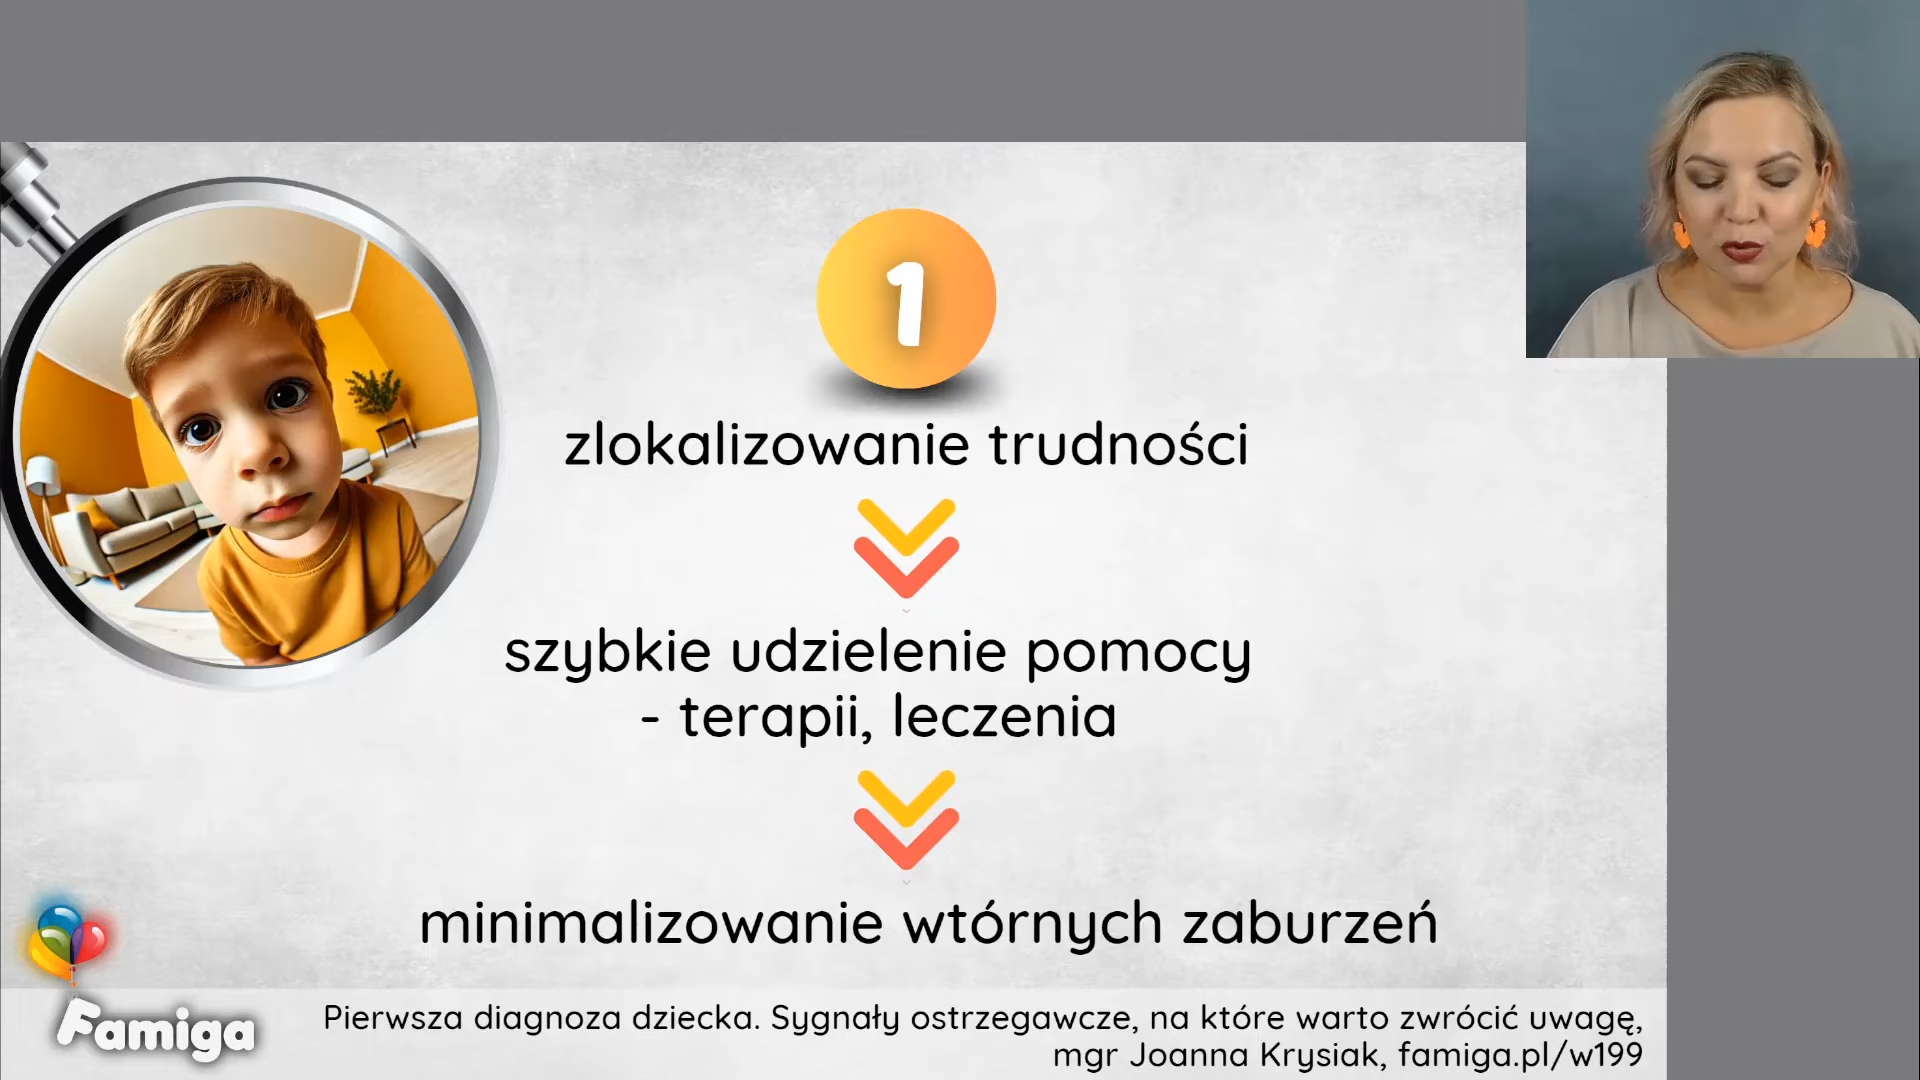 1
zlokalizowanie trudności
szybkie udzielenie pomocy
- terapii, leczenia
minimalizowanie wtórnych zaburzeń
Famiga
Pierwsza diagnoza dziecka. Sygnały ostrzegawcze, na które warto zwrócić uwagę,
mgr Joanna Krysiak, famiga.pl/w199